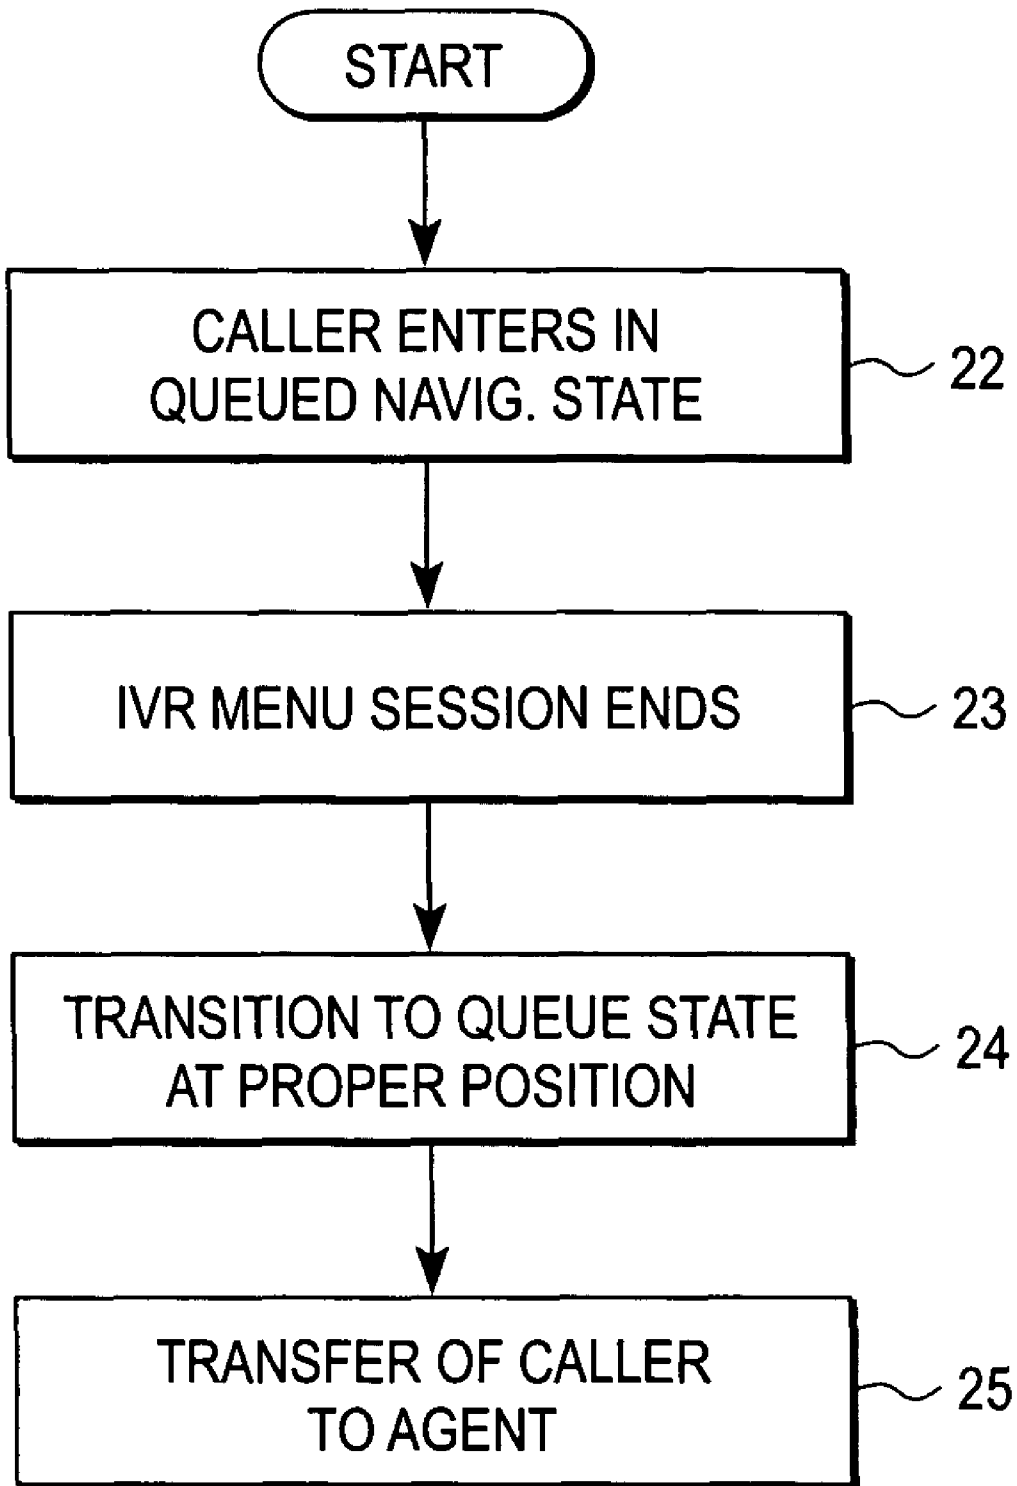 START
CALLER ENTERS IN
QUEUED NAVIG. STATE
22
IVR MENU SESSION ENDS
23
TRANSITION TO QUEUE STATE
AT PROPER POSITION
24
TRANSFER OF CALLER
TO AGENT
25